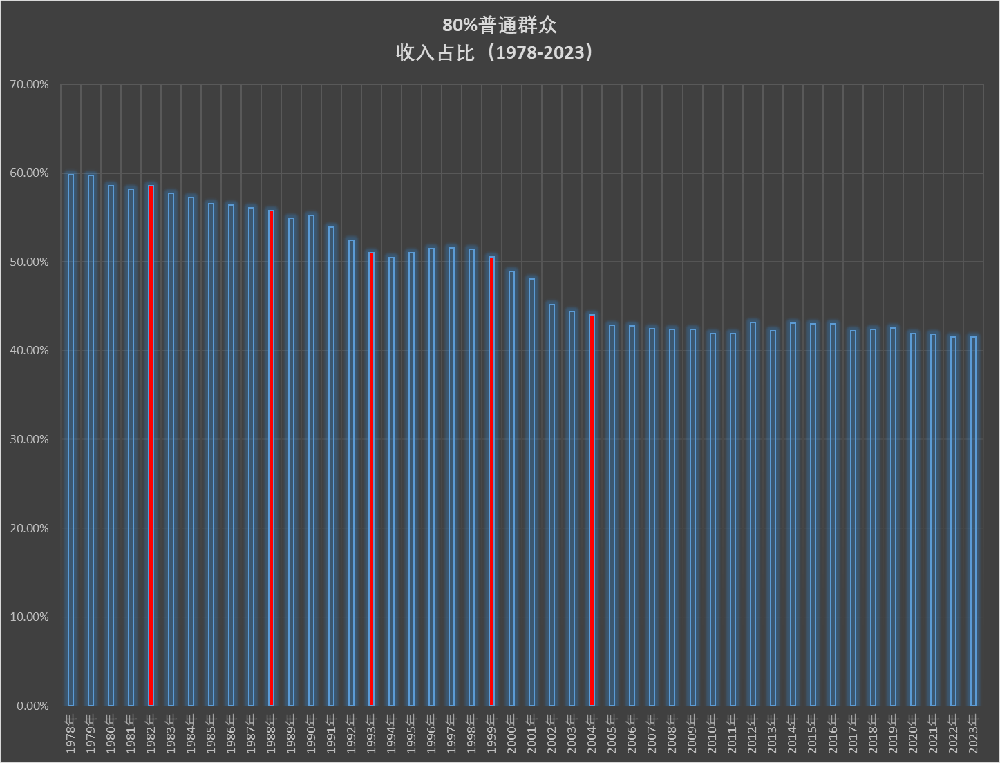 80%普通群众
收入占比（1978-2023）
70.00%
60.00%
50.00%
40.00%
30.00%
20.00%
10.00%
0.00%
1978年
1979年
1980年
1981年
1982年
1983年
1984年
1985年
1986年
1987年
1988年
1989年
1990年
1991年
1992年
1993年
1994年
1995年
1996年
1997年
1998年
1999年
2000年
2001年
2002年
2003年
2004年
2005年
2006年
2007年
2008年
2009年
2010年
2011年
2012年
2013年
2014年
2015年
2016年
2017年
2018年
2019年
2020年
2021年
2022年
2023年